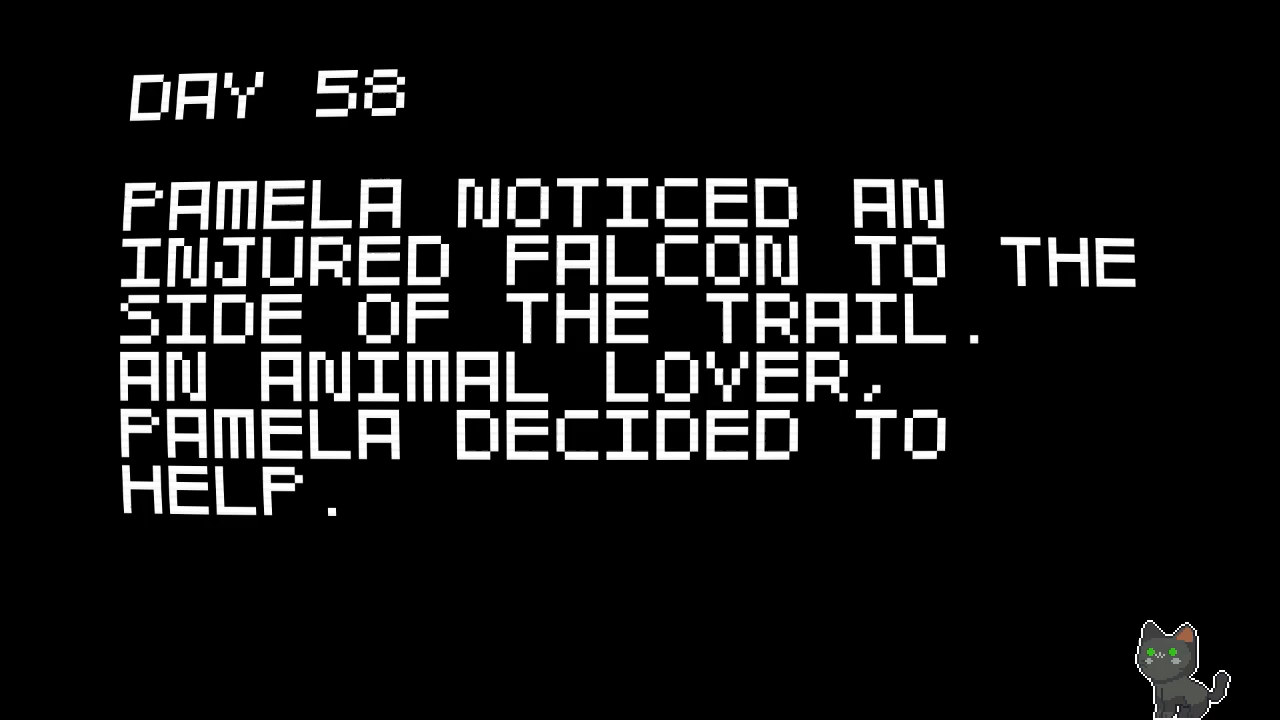 DAY 58
PAMELA NOTICED AN
INJURED FALCON TO THE
SIDE OF THE TRAIL.
AN ANIMAL LOVER,
PAMELA DECIDED TO
HELP.